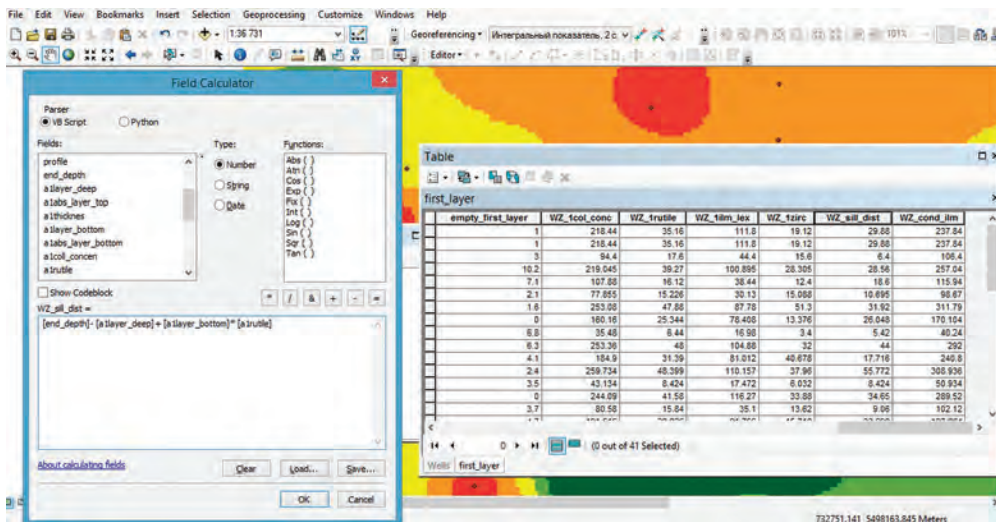 File Edit View Bookmarks Insert Selection Geoprocessing Customize Windows Help
1:36 731 Georeferencing Интегральный показатель, 2 с
Editor
Field Calculator
Parser
VB Script Python
Fields: Type: Functions:
profile
end_depth
a1layer_deep
a1abs_layer_top
a1thicknes
a1layer_bottom
a1abs_layer_bottom
a1coll_concen
a1rutile
Number
String
Date
Abs ( )
Atn ( )
Cos ( )
Exp ( )
Fix ( )
Int ( )
Log ( )
Sin ( )
Sqr ( )
Tan ( )
Show Codeblock
* / & + - =
WZ_sill_dist =
[end_depth]- [a1layer_deep] + [a1layer_bottom]* [a1rutile]
About calculating fields Clear Load... Save...
OK Cancel
Table
first_layer
empty_first_layer WZ_1col_conc WZ_1rutile WZ_1ilm_lex WZ_1zirc WZ_sill_dist WZ_cond_ilm
1 218.44 35.16 111.8 19.12 29.88 237.84
1 218.44 35.16 111.8 19.12 29.88 237.84
3 94.4 17.6 44.4 15.6 6.4 106.4
10.2 219.045 39.27 100.895 28.305 28.56 257.04
7.1 107.88 16.12 38.44 12.4 18.6 115.94
2.1 77.855 15.226 30.13 15.088 10.695 98.67
1.6 253.08 47.88 87.78 51.3 31.92 311.79
0 160.16 25.344 78.408 13.376 26.048 170.104
6.8 35.48 6.44 16.98 3.4 5.42 40.24
6.3 253.36 48 104.88 32 44 292
4.1 184.9 31.39 81.012 40.678 17.716 240.8
2.4 259.734 48.399 110.157 37.96 55.772 308.936
3.5 43.134 8.424 17.472 6.032 8.424 50.934
0 244.09 41.58 116.27 33.88 34.65 289.52
3.7 80.58 15.84 35.1 13.62 9.06 102.12
0 (0 out of 41 Selected)
Wells first_layer
732751,141 5498163,845 Meters